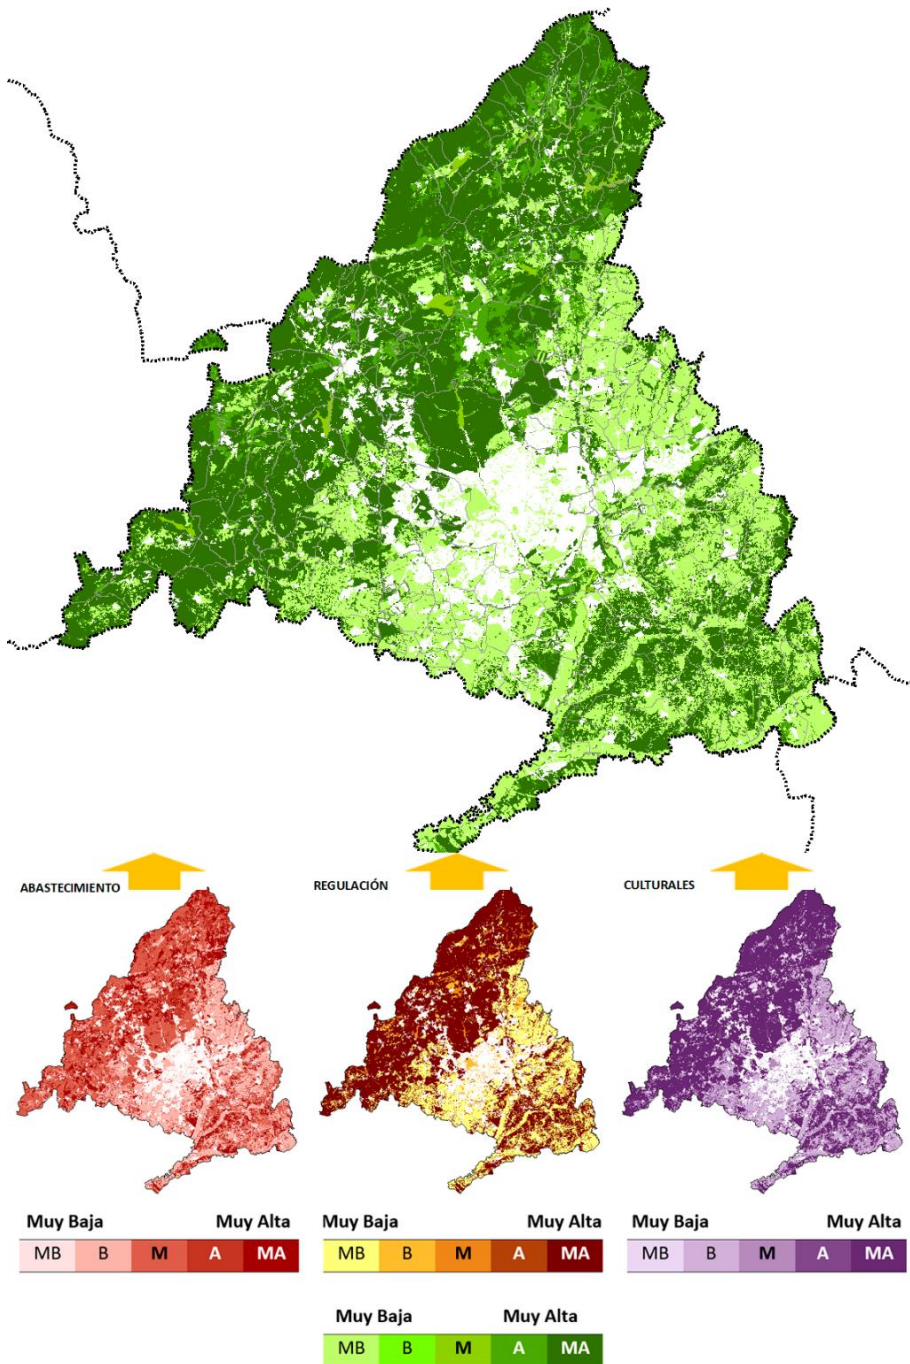 ABASTECIMIENTO REGULACIÓN CULTURALES
Muy Baja Muy Alta Muy Baja Muy Alta Muy Baja Muy Alta
MB B M A MA MB B M A MA MB B M A MA
Muy Baja Muy Alta
MB B M A MA